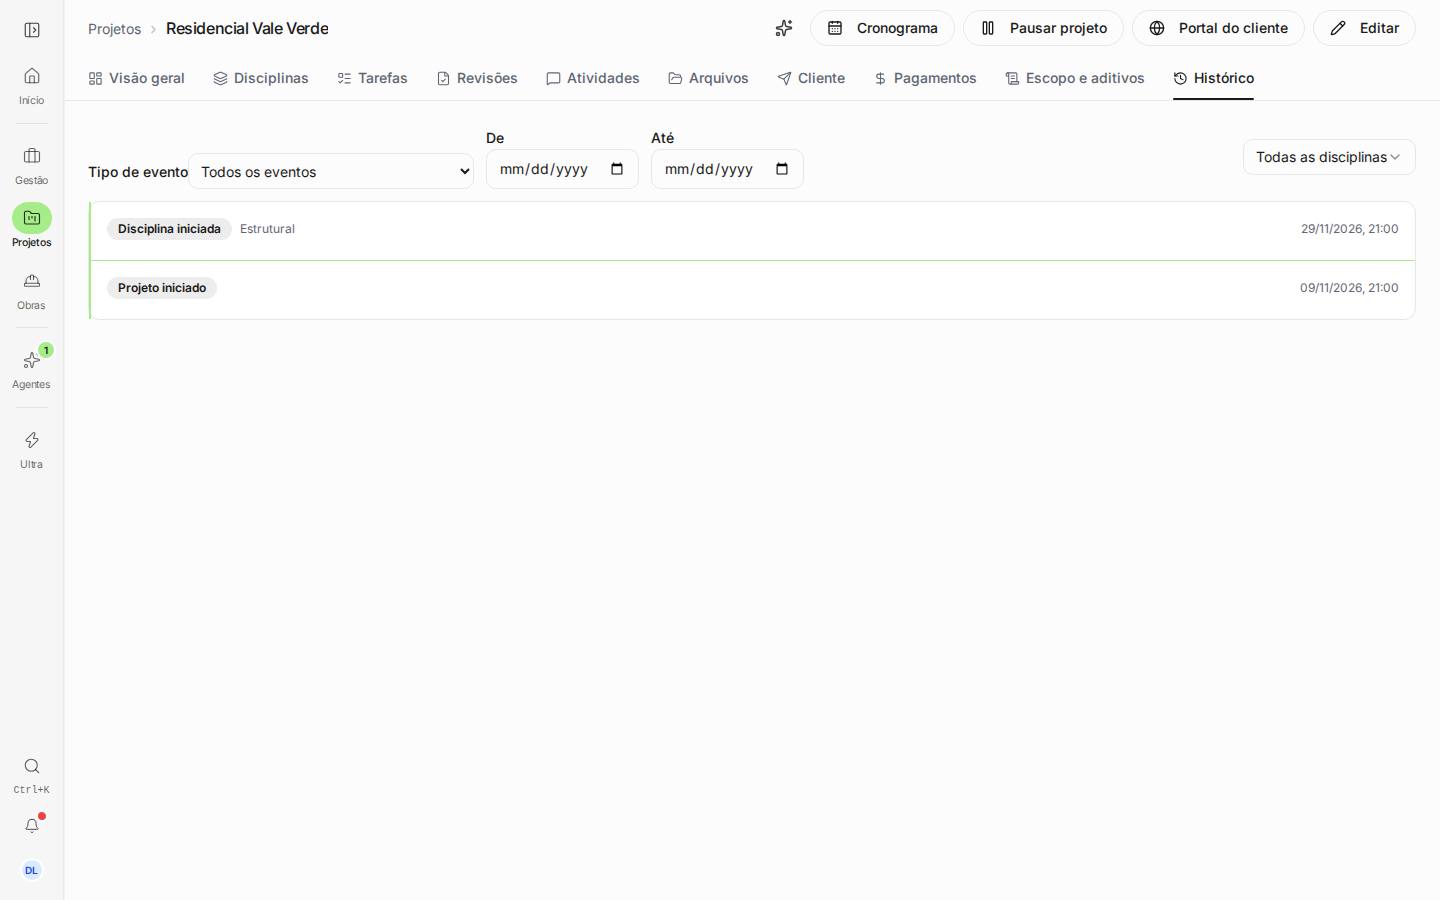 Projetos › Residencial Vale Verde
Cronograma
Pausar projeto
Portal do cliente
Editar
Visão geral
Disciplinas
Tarefas
Revisões
Atividades
Arquivos
Cliente
Pagamentos
Escopo e aditivos
Histórico
Início
Gestão
Projetos
Obras
1
Agentes
Ultra
Ctrl+K
DL
Tipo de evento
Todos os eventos
De
mm/dd/yyyy
Até
mm/dd/yyyy
Todas as disciplinas
Disciplina iniciada Estrutural 29/11/2026, 21:00
Projeto iniciado 09/11/2026, 21:00